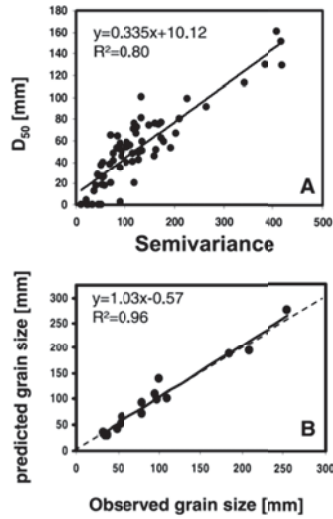 180
160
140
120
100
80
60
40
20
0
D50 [mm]
y=0.335x+10.12
R²=0.80
A
0 100 200 300 400 500
Semivariance
300
250
200
150
100
50
0
predicted grain size [mm]
y=1.03x-0.57
R²=0.96
B
0 50 100 150 200 250 300
Observed grain size [mm]